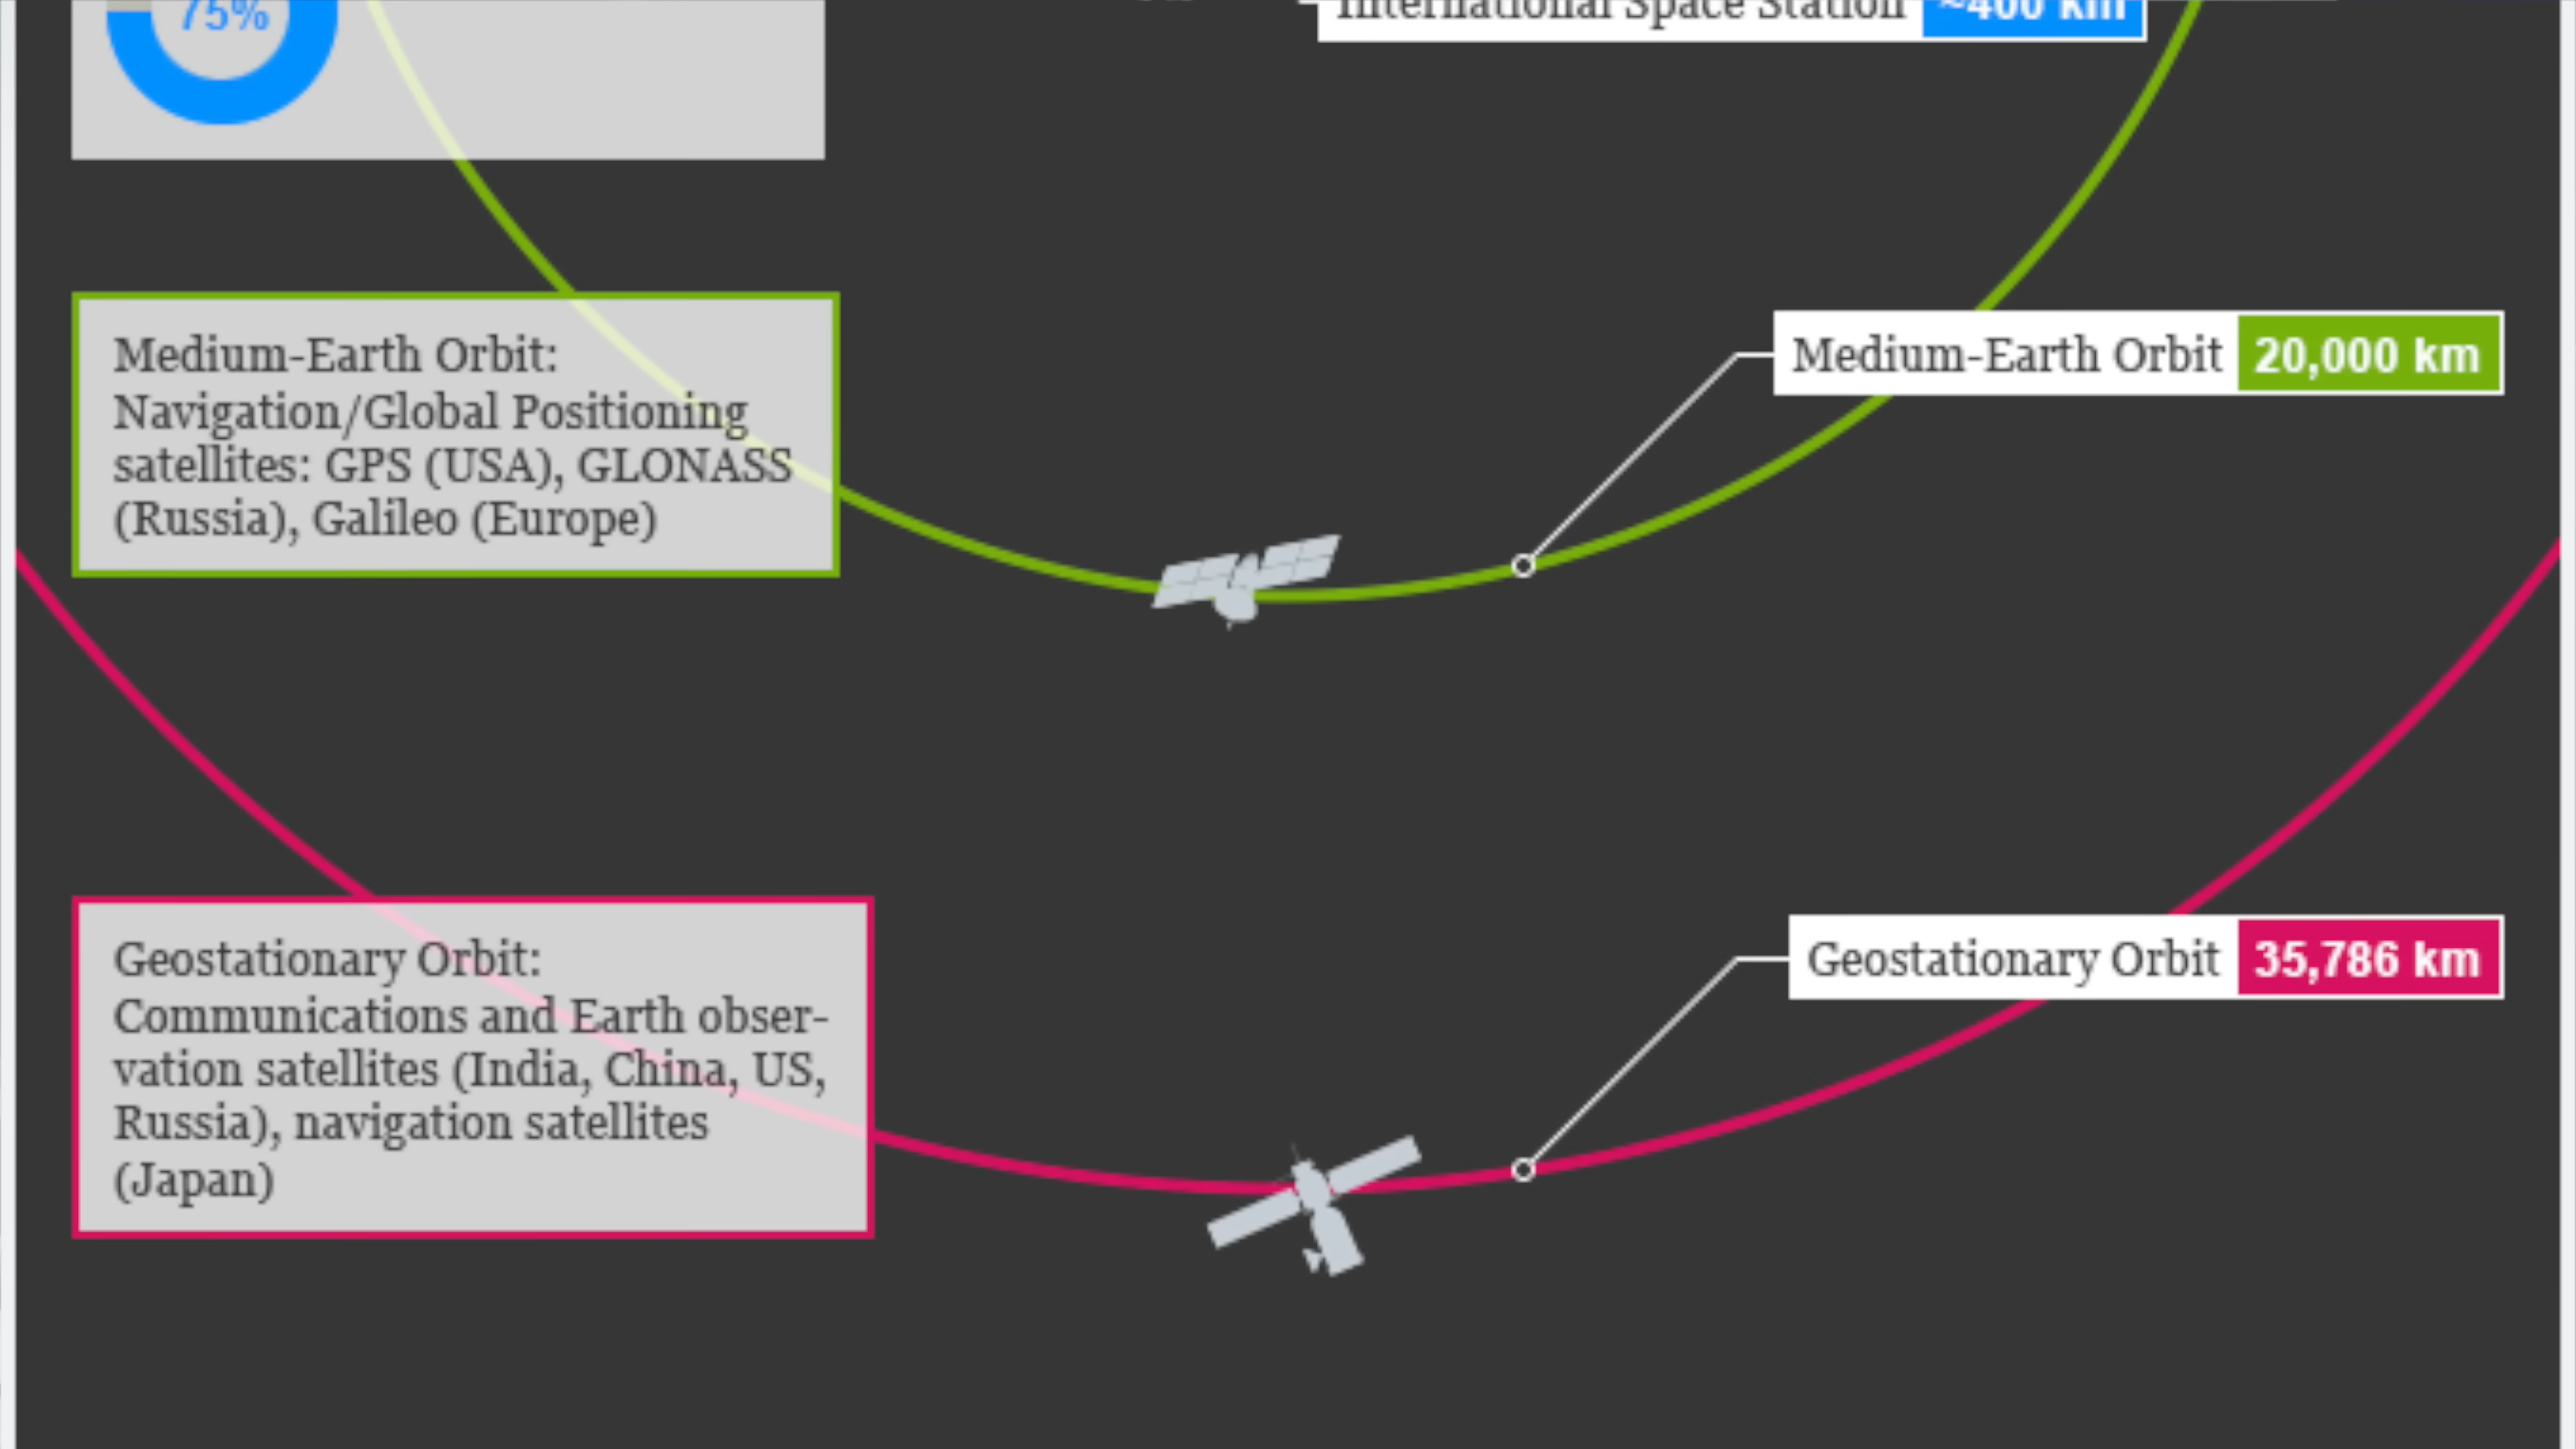 75%
International Space Station ~400 km
Medium-Earth Orbit:
Navigation/Global Positioning
satellites: GPS (USA), GLONASS
(Russia), Galileo (Europe)
Medium-Earth Orbit 20,000 km
Geostationary Orbit:
Communications and Earth obser-
vation satellites (India, China, US,
Russia), navigation satellites
(Japan)
Geostationary Orbit 35,786 km